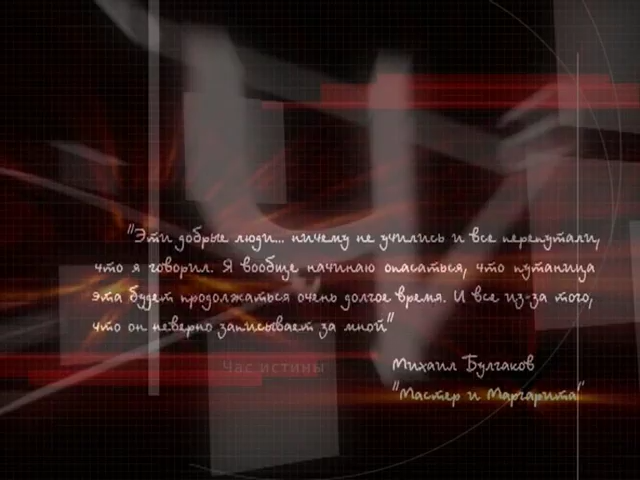 "Эти добрые люди... ничему не учились и все перепутали,
что я говорил. Я вообще начинаю опасаться, что путаница
эта будет продолжаться очень долгое время. И все из-за того,
что он неверно записывает за мной"
Час истины
Михаил Булгаков
"Мастер и Маргарита"